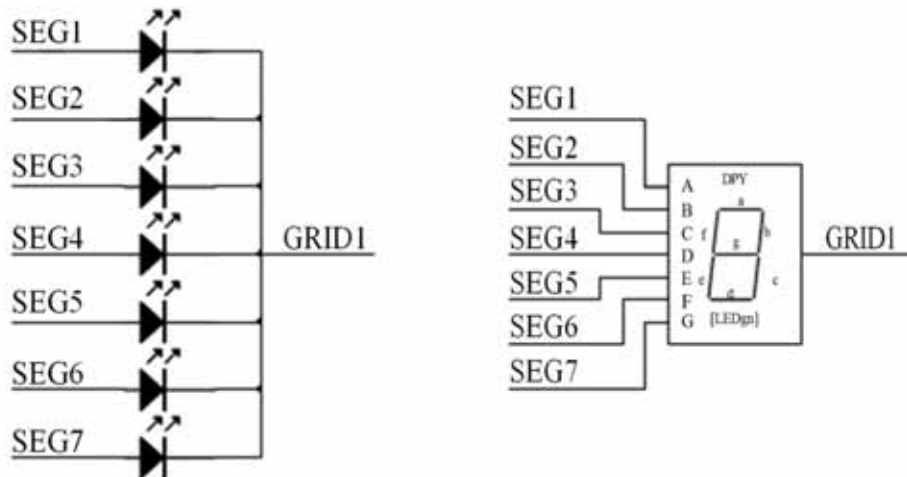 SEG1
SEG2
SEG3
SEG4
SEG5
SEG6
SEG7
GRID1
SEG1
SEG2
SEG3
SEG4
SEG5
SEG6
SEG7
A
B
C
D
E
F
G
DPY
a
f
b
g
e
c
d
[LEDgn]
GRID1